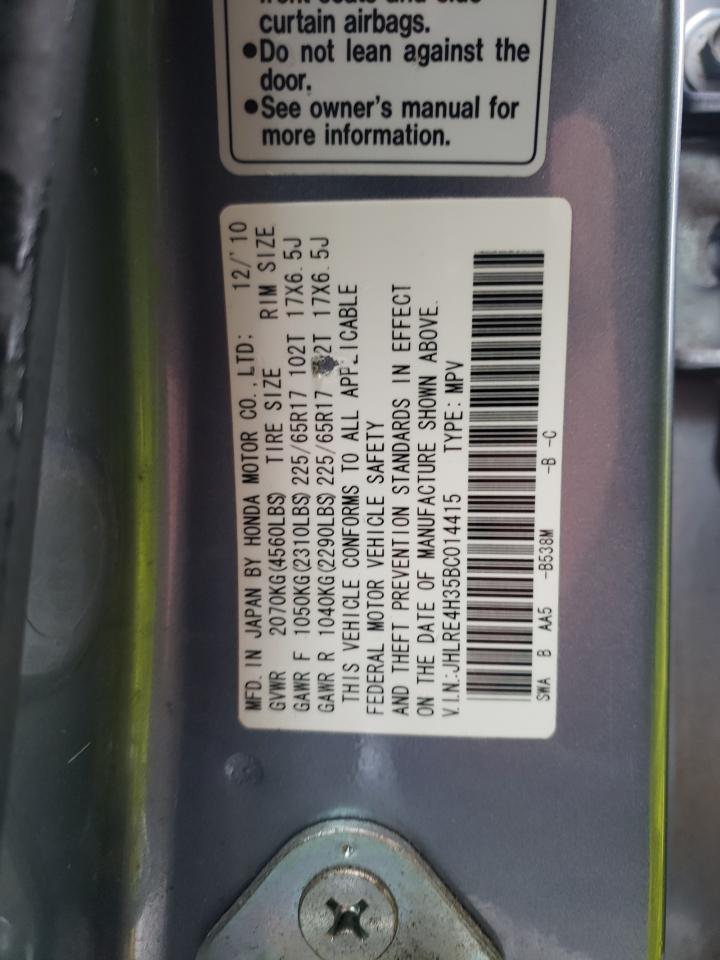 curtain airbags.
●Do not lean against the
door.
●See owner's manual for
more information.
MFD. IN JAPAN BY HONDA MOTOR CO., LTD: 12/'10
GVWR 2070KG(4560LBS) TIRE SIZE RIM SIZE
GAWR F 1050KG(2310LBS) 225/65R17 102T 17X6.5J
GAWR R 1040KG(2290LBS) 225/65R17 17X6.5J
THIS VEHICLE CONFORMS TO ALL APPLICABLE
FEDERAL MOTOR VEHICLE SAFETY
AND THEFT PREVENTION STANDARDS IN EFFECT
ON THE DATE OF MANUFACTURE SHOWN ABOVE.
V.I.N.:JHLRE4H35BC014415 TYPE: MPV
SWA B AA5 -B538M -B -C